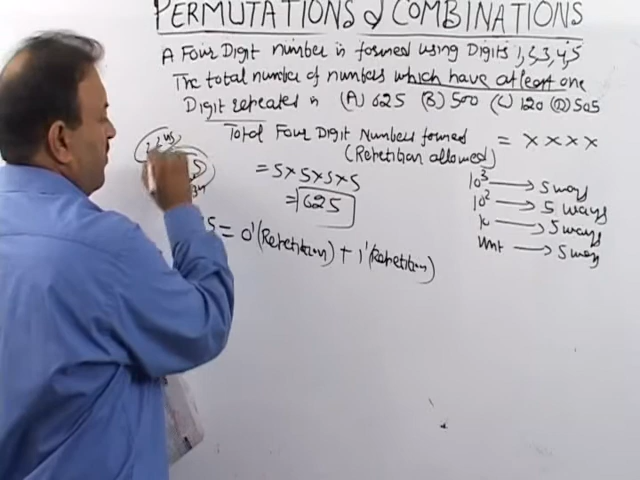 PERMUTATIONS & COMBINATIONS
A Four Digit number is formed using Digits 1,2,3,4,5
The total number of numbers which have at least one
Digit repeated is (A) 625 (B) 500 (C) 120 (D) 505
Total Four Digit Numbers formed = × × × ×
(Repetition allowed)
= 5×5×5×5
= 625
10³ → 5 ways
10² → 5 ways
10 → 5 ways
Unit → 5 ways
5 = 0'(Repetition) + 1'(Repetition)